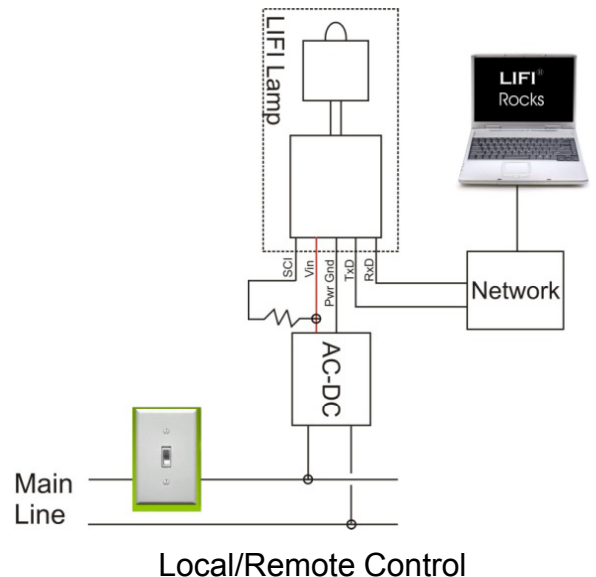 LIFI Lamp
LIFI®
Rocks
SCI
Vin
Pwr Gnd
TxD
RxD
Network
AC-DC
Main
Line
Local/Remote Control